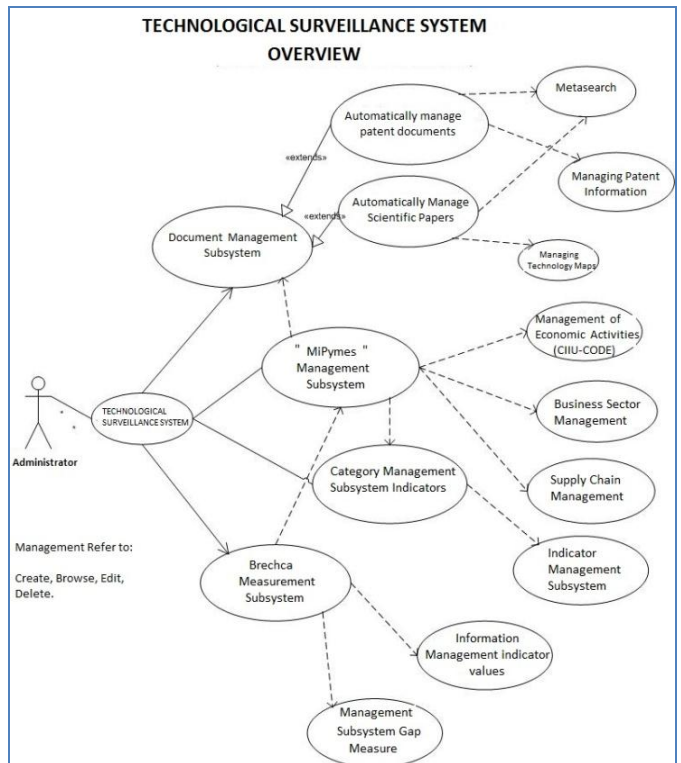 TECHNOLOGICAL SURVEILLANCE SYSTEM
OVERVIEW
Metasearch
Automatically manage
patent documents
«extends»
Managing Patent
Information
Automatically Manage
Scientific Papers
«extends»
Document Management
Subsystem
Managing
Technology Maps
Management of
Economic Activities
(CIIU-CODE)
" MiPymes "
Management
Subsystem
Business Sector
Management
TECHNOLOGICAL
SURVEILLANCE SYSTEM
Administrator
Category Management
Subsystem Indicators
Supply Chain
Management
Management Refer to:
Create, Browse, Edit,
Delete.
Brechca
Measurement
Subsystem
Indicator
Management
Subsystem
Information
Management indicator
values
Management
Subsystem Gap
Measure